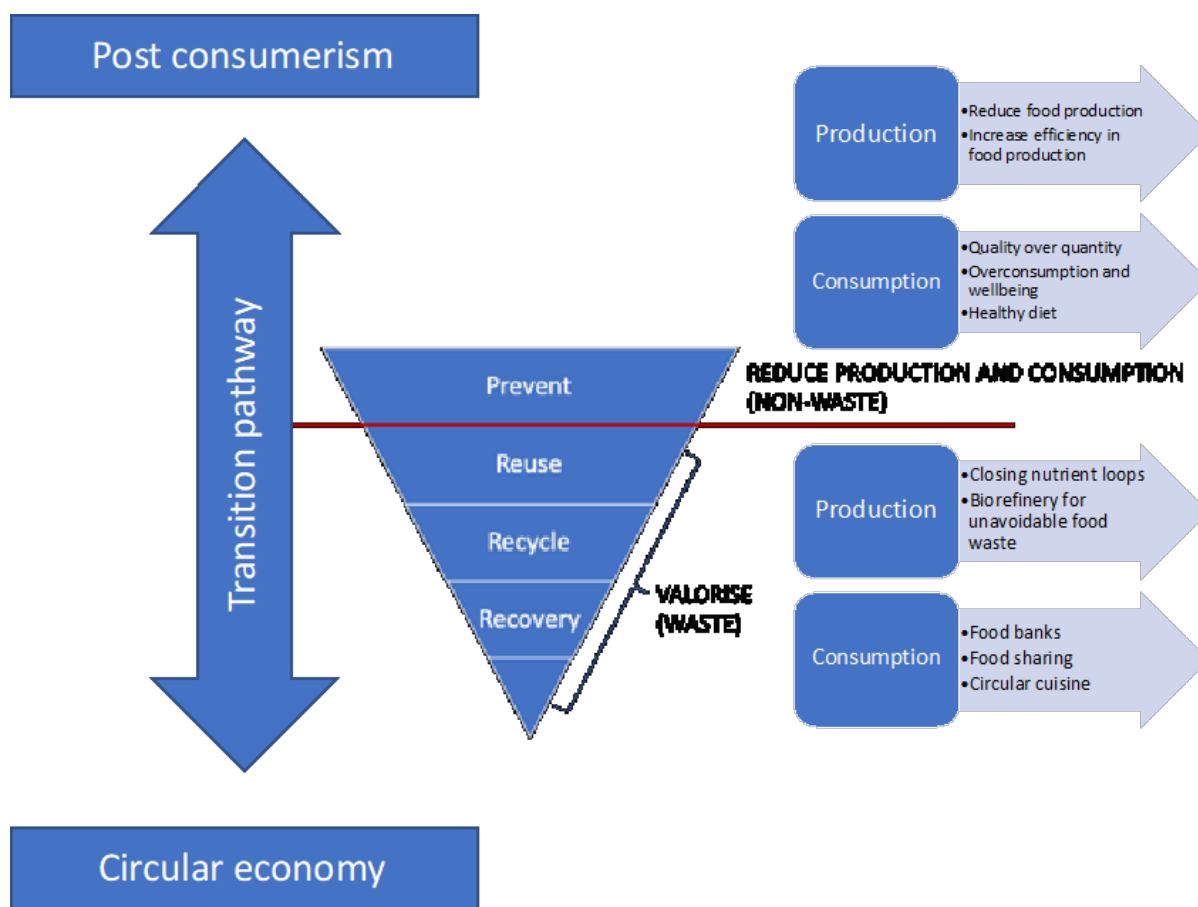 Post consumerism
Production
•Reduce food production
•Increase efficiency in
food production
Consumption
•Quality over quantity
•Overconsumption and
wellbeing
•Healthy diet
Transition pathway
Prevent
REDUCE PRODUCTION AND CONSUMPTION
(NON-WASTE)
Reuse
Recycle
Recovery
VALORISE
(WASTE)
Production
•Closing nutrient loops
•Biorefinery for
unavoidable food
waste
Consumption
•Food banks
•Food sharing
•Circular cuisine
Circular economy